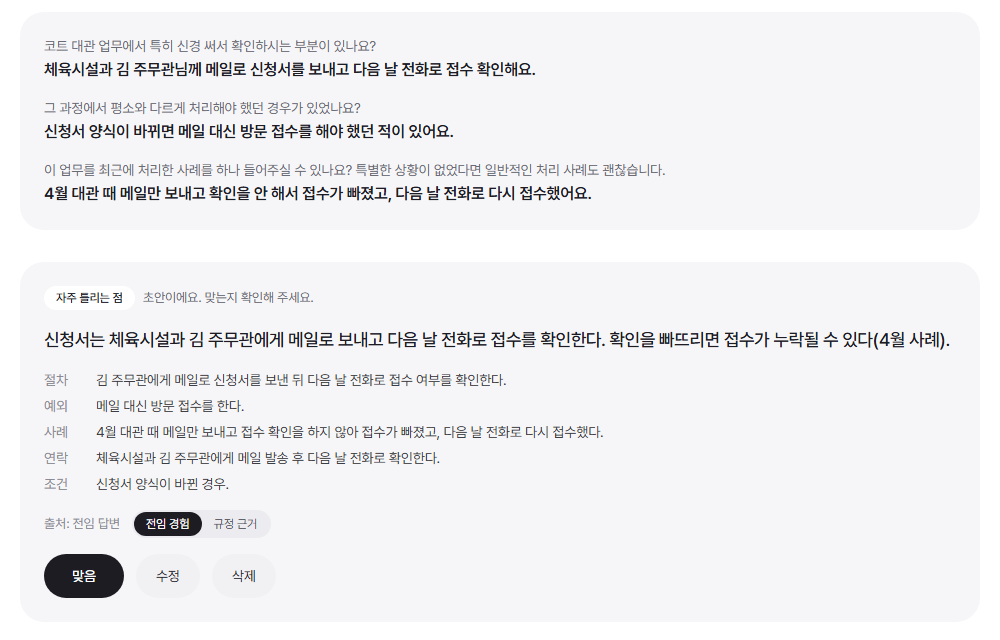 코트 대관 업무에서 특히 신경 써서 확인하시는 부분이 있나요?
체육시설과 김 주무관님께 메일로 신청서를 보내고 다음 날 전화로 접수 확인해요.
그 과정에서 평소와 다르게 처리해야 했던 경우가 있었나요?
신청서 양식이 바뀌면 메일 대신 방문 접수를 해야 했던 적이 있어요.
이 업무를 최근에 처리한 사례를 하나 들어주실 수 있나요? 특별한 상황이 없었다면 일반적인 처리 사례도 괜찮습니다.
4월 대관 때 메일만 보내고 확인을 안 해서 접수가 빠졌고, 다음 날 전화로 다시 접수했어요.
자주 틀리는 점 초안이에요. 맞는지 확인해 주세요.
신청서는 체육시설과 김 주무관에게 메일로 보내고 다음 날 전화로 접수를 확인한다. 확인을 빠뜨리면 접수가 누락될 수 있다(4월 사례).
절차 김 주무관에게 메일로 신청서를 보낸 뒤 다음 날 전화로 접수 여부를 확인한다.
예외 메일 대신 방문 접수를 한다.
사례 4월 대관 때 메일만 보내고 접수 확인을 하지 않아 접수가 빠졌고, 다음 날 전화로 다시 접수했다.
연락 체육시설과 김 주무관에게 메일 발송 후 다음 날 전화로 확인한다.
조건 신청서 양식이 바뀐 경우.
출처: 전임 답변 전임 경험 규정 근거
맞음 수정 삭제